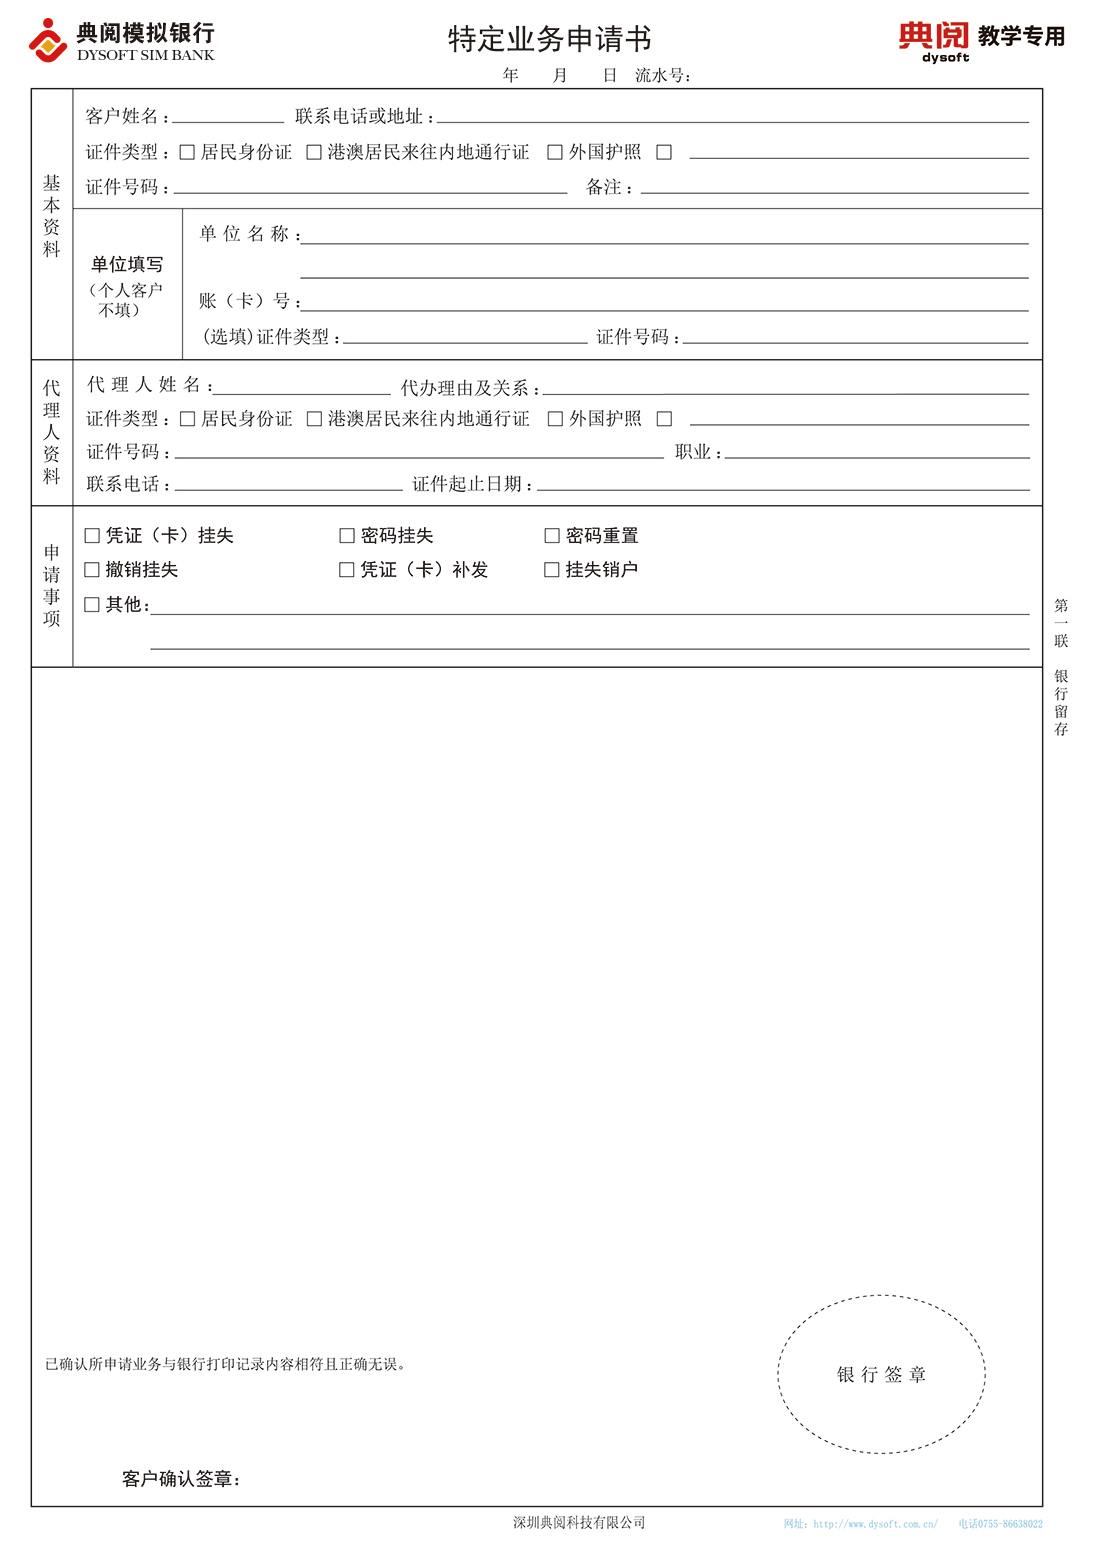 典阅模拟银行
DYSOFT SIM BANK
特定业务申请书
典阅 教学专用
dysoft
年 月 日 流水号:
基本资料
客户姓名: 联系电话或地址:
证件类型: □ 居民身份证 □ 港澳居民来往内地通行证 □ 外国护照 □
证件号码: 备注:
单位填写
（个人客户
不填）
单位名称:
账（卡）号:
(选填)证件类型: 证件号码:
代理人资料
代理人姓名: 代办理由及关系:
证件类型: □ 居民身份证 □ 港澳居民来往内地通行证 □ 外国护照 □
证件号码: 职业:
联系电话: 证件起止日期:
申请事项
□ 凭证（卡）挂失 □ 密码挂失 □ 密码重置
□ 撤销挂失 □ 凭证（卡）补发 □ 挂失销户
□ 其他:
第一联 银行留存
已确认所申请业务与银行打印记录内容相符且正确无误。
银行签章
客户确认签章:
深圳典阅科技有限公司
网址: http://www.dysoft.com.cn/ 电话0755-86638022